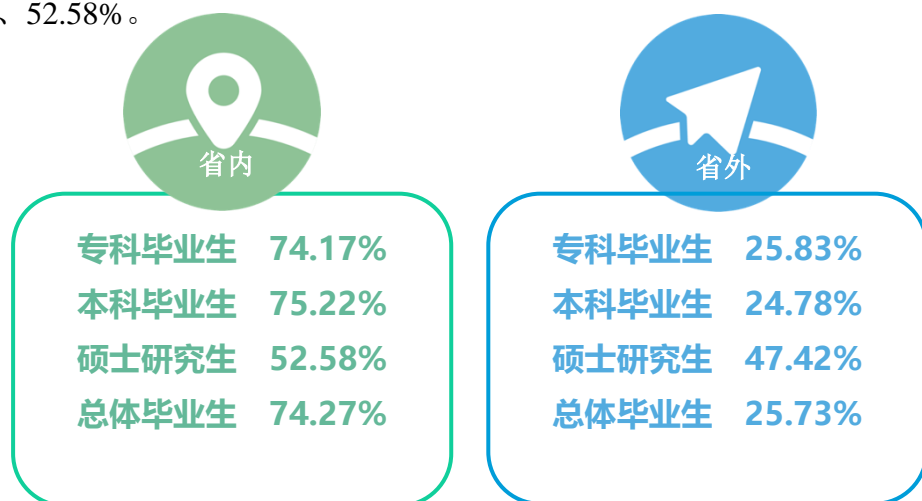 、52.58%。
省内
专科毕业生 74.17%
本科毕业生 75.22%
硕士研究生 52.58%
总体毕业生 74.27%
省外
专科毕业生 25.83%
本科毕业生 24.78%
硕士研究生 47.42%
总体毕业生 25.73%